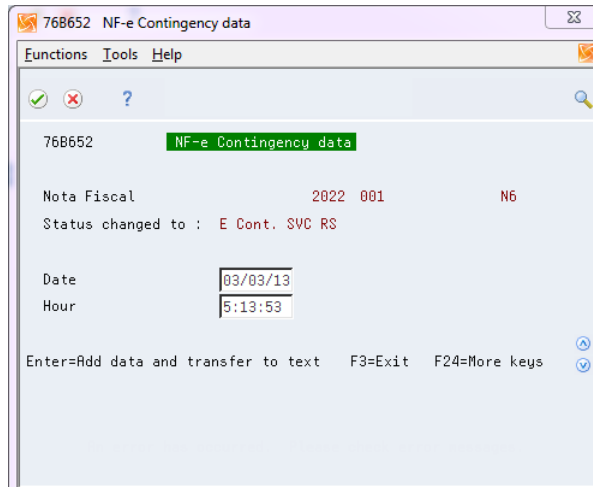 76B652 NF-e Contingency data
Functions Tools Help
?
76B652 NF-e Contingency data
Nota Fiscal 2022 001 N6
Status changed to : E Cont. SVC RS
Date 03/03/13
Hour 5:13:53
Enter=Add data and transfer to text F3=Exit F24=More keys